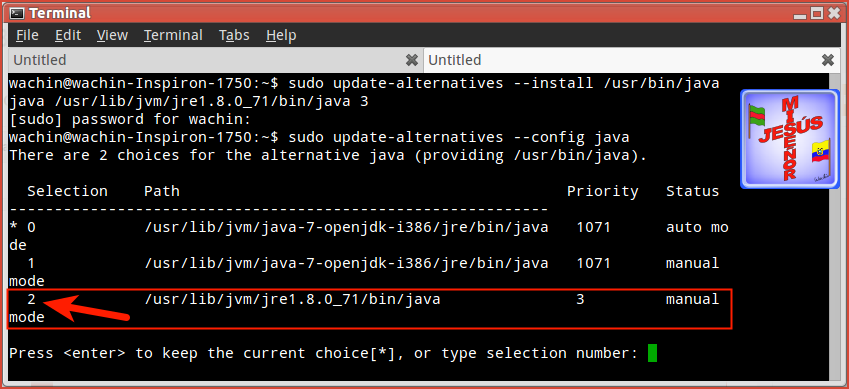 Terminal
File Edit View Terminal Tabs Help
Untitled Untitled
wachin@wachin-Inspiron-1750:~$ sudo update-alternatives --install /usr/bin/java
java /usr/lib/jvm/jre1.8.0_71/bin/java 3
[sudo] password for wachin:
wachin@wachin-Inspiron-1750:~$ sudo update-alternatives --config java
There are 2 choices for the alternative java (providing /usr/bin/java).
MI SEÑOR
JESÚS
Selection Path Priority Status
------------------------------------------------------------
* 0 /usr/lib/jvm/java-7-openjdk-i386/jre/bin/java 1071 auto mo
de
1 /usr/lib/jvm/java-7-openjdk-i386/jre/bin/java 1071 manual
mode
2 /usr/lib/jvm/jre1.8.0_71/bin/java 3 manual
mode
Press <enter> to keep the current choice[*], or type selection number: